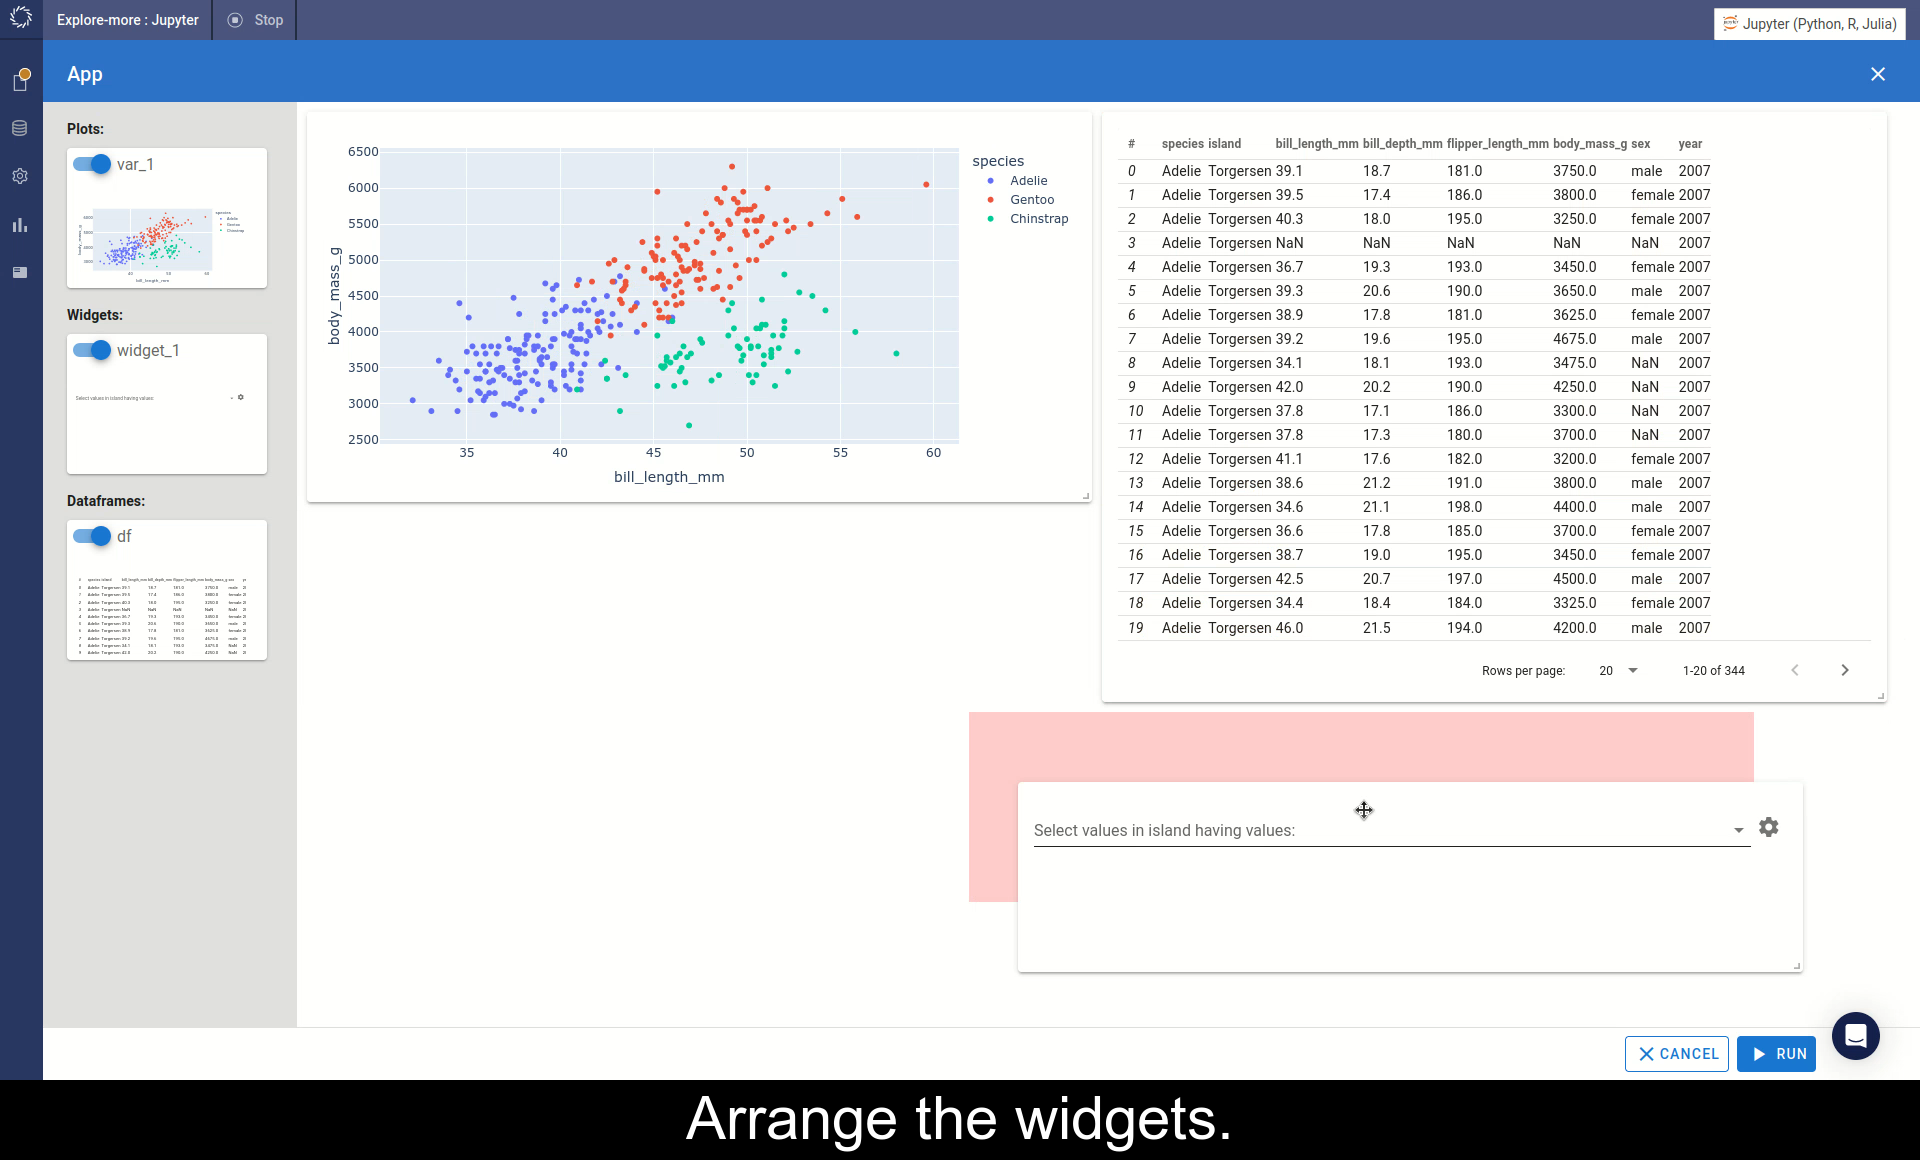 Explore-more : Jupyter
Stop
Jupyter (Python, R, Julia)
App
Plots:
var_1
Widgets:
widget_1
Select values in island having values:
Dataframes:
df
6500
6000
5500
5000
4500
4000
3500
3000
2500
body_mass_g
35 40 45 50 55 60
bill_length_mm
species
Adelie
Gentoo
Chinstrap
# species island bill_length_mm bill_depth_mm flipper_length_mm body_mass_g sex year
0 Adelie Torgersen 39.1 18.7 181.0 3750.0 male 2007
1 Adelie Torgersen 39.5 17.4 186.0 3800.0 female 2007
2 Adelie Torgersen 40.3 18.0 195.0 3250.0 female 2007
3 Adelie Torgersen NaN NaN NaN NaN NaN 2007
4 Adelie Torgersen 36.7 19.3 193.0 3450.0 female 2007
5 Adelie Torgersen 39.3 20.6 190.0 3650.0 male 2007
6 Adelie Torgersen 38.9 17.8 181.0 3625.0 female 2007
7 Adelie Torgersen 39.2 19.6 195.0 4675.0 male 2007
8 Adelie Torgersen 34.1 18.1 193.0 3475.0 NaN 2007
9 Adelie Torgersen 42.0 20.2 190.0 4250.0 NaN 2007
10 Adelie Torgersen 37.8 17.1 186.0 3300.0 NaN 2007
11 Adelie Torgersen 37.8 17.3 180.0 3700.0 NaN 2007
12 Adelie Torgersen 41.1 17.6 182.0 3200.0 female 2007
13 Adelie Torgersen 38.6 21.2 191.0 3800.0 male 2007
14 Adelie Torgersen 34.6 21.1 198.0 4400.0 male 2007
15 Adelie Torgersen 36.6 17.8 185.0 3700.0 female 2007
16 Adelie Torgersen 38.7 19.0 195.0 3450.0 female 2007
17 Adelie Torgersen 42.5 20.7 197.0 4500.0 male 2007
18 Adelie Torgersen 34.4 18.4 184.0 3325.0 female 2007
19 Adelie Torgersen 46.0 21.5 194.0 4200.0 male 2007
Rows per page: 20 1-20 of 344
Select values in island having values:
CANCEL
RUN
Arrange the widgets.